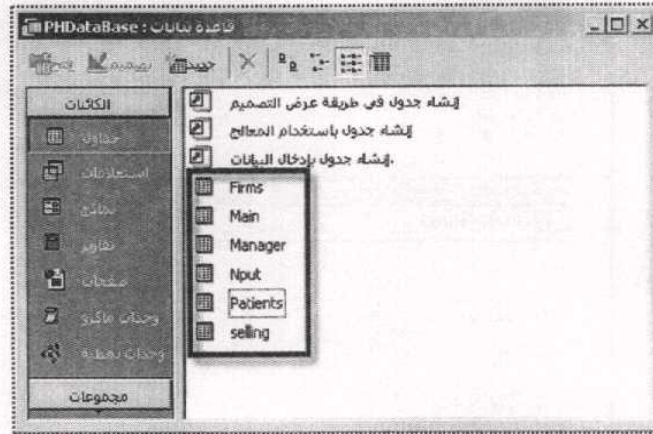 PHDataBase : قاعدة بيانات
فتح تصميم جديد
الكائنات
جداول
استعلامات
نماذج
تقارير
صفحات
وحدات ماكرو
وحدات نمطية
مجموعات
إنشاء جدول في طريقة عرض التصميم
إنشاء جدول باستخدام المعالج
إنشاء جدول بإدخال البيانات.
Firms
Main
Manager
Nput
Patients
selling